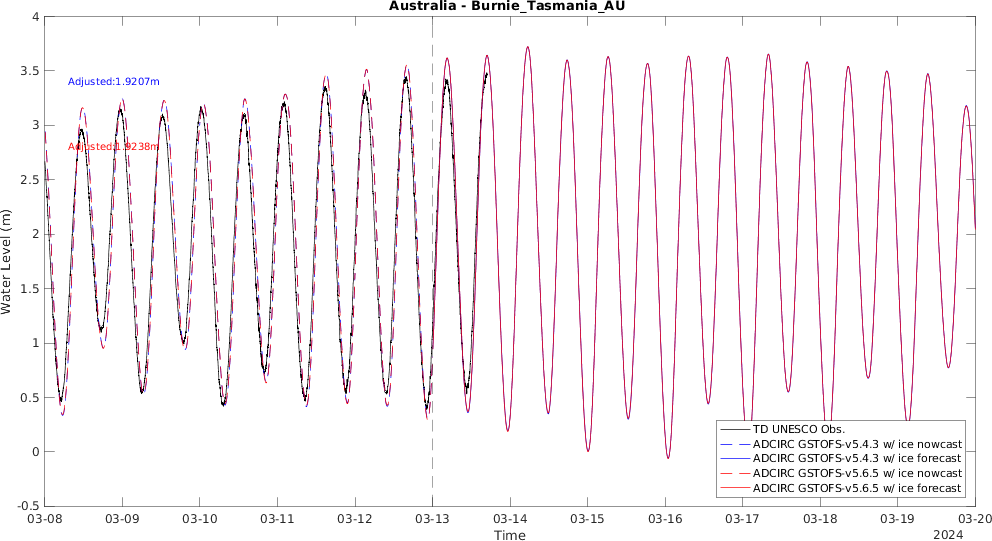 Australia - Burnie_Tasmania_AU
4
3.5
3
2.5
2
1.5
1
0.5
0
-0.5
Water Level (m)
Adjusted:1.9207m
Adjusted:1.9238m
TD UNESCO Obs.
ADCIRC GSTOFS-v5.4.3 w/ ice nowcast
ADCIRC GSTOFS-v5.4.3 w/ ice forecast
ADCIRC GSTOFS-v5.6.5 w/ ice nowcast
ADCIRC GSTOFS-v5.6.5 w/ ice forecast
03-08 03-09 03-10 03-11 03-12 03-13 03-14 03-15 03-16 03-17 03-18 03-19 03-20
Time
2024